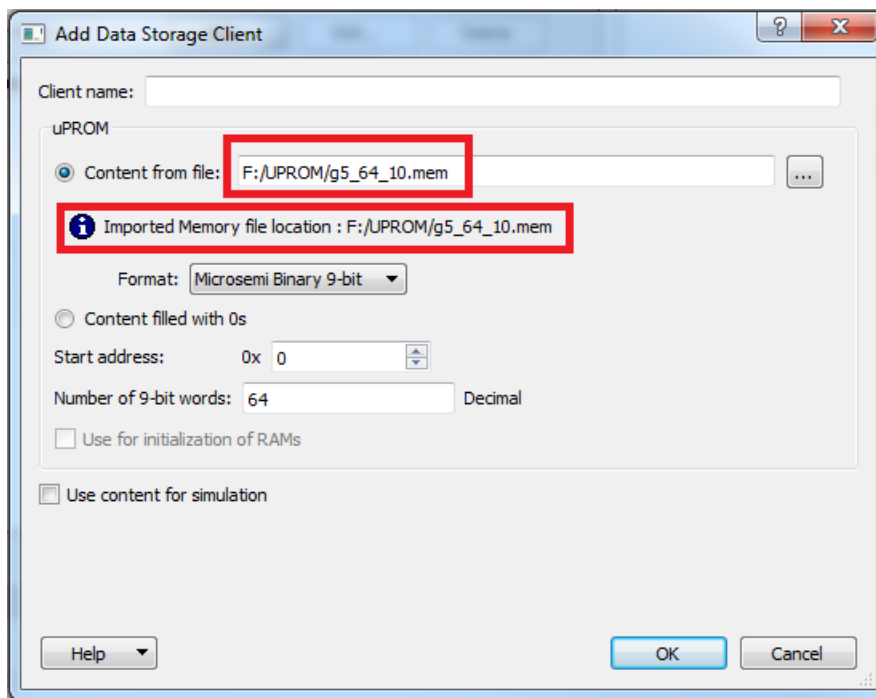 Add Data Storage Client
?
Client name:
uPROM
Content from file: F:/UPROM/g5_64_10.mem ...
i Imported Memory file location : F:/UPROM/g5_64_10.mem
Format: Microsemi Binary 9-bit
Content filled with 0s
Start address: 0x 0
Number of 9-bit words: 64 Decimal
Use for initialization of RAMs
Use content for simulation
Help OK Cancel